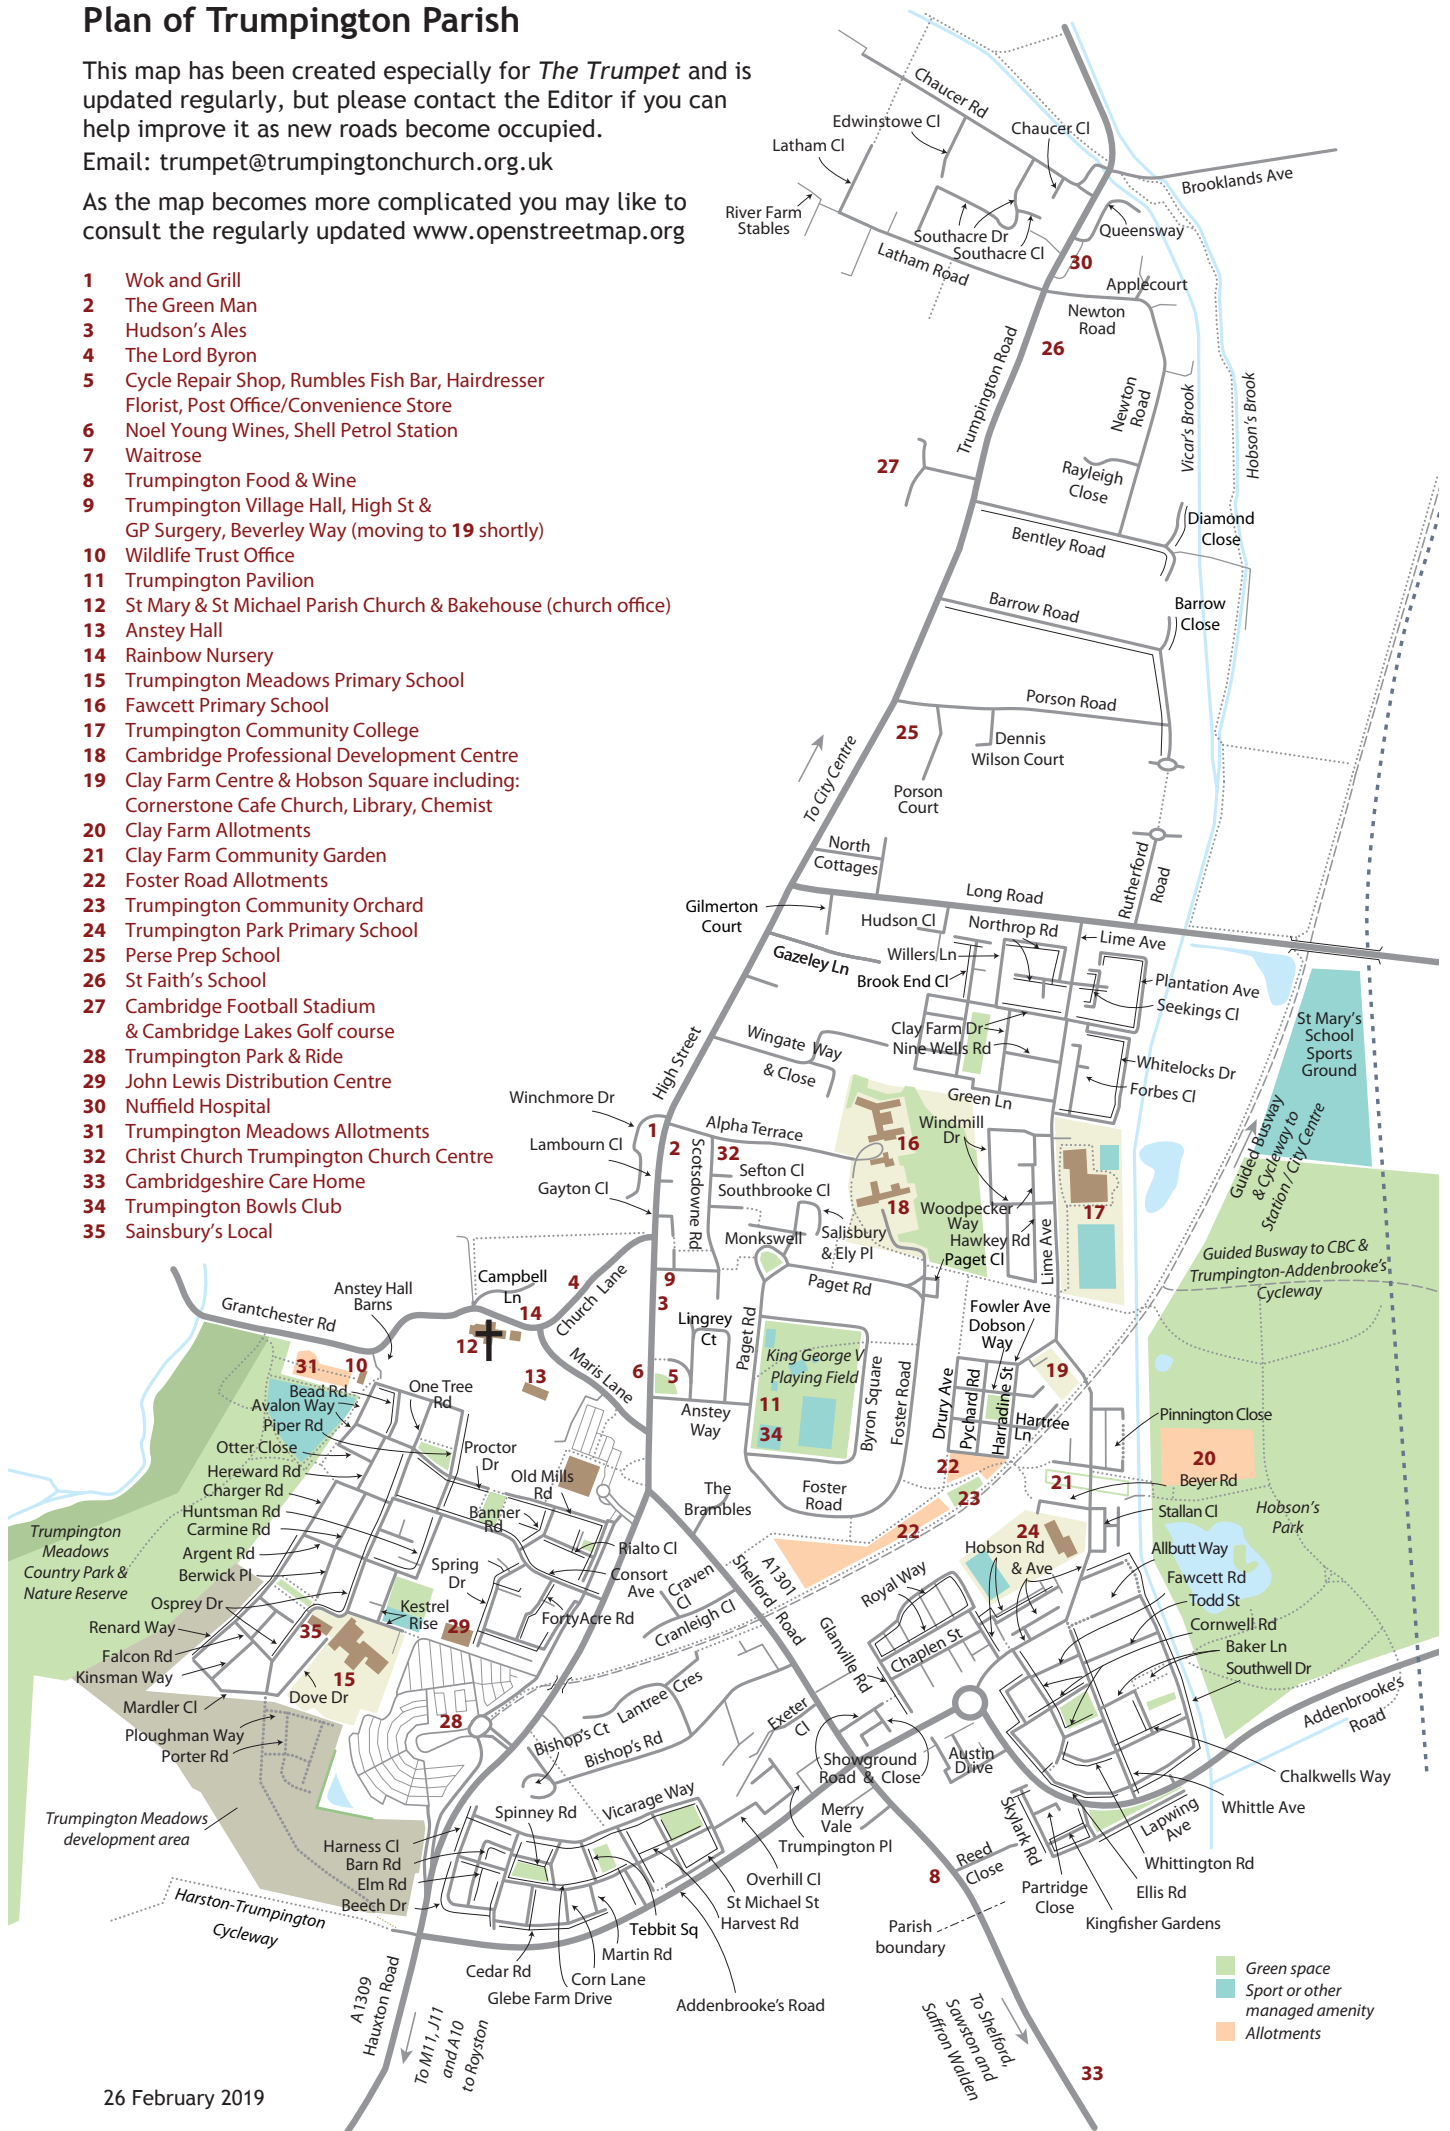 Plan of Trumpington Parish
This map has been created especially for The Trumpet and is
updated regularly, but please contact the Editor if you can
help improve it as new roads become occupied.
Email: trumpet@trumpingtonchurch.org.uk
As the map becomes more complicated you may like to
consult the regularly updated www.openstreetmap.org
1 Wok and Grill
2 The Green Man
3 Hudson's Ales
4 The Lord Byron
5 Cycle Repair Shop, Rumbles Fish Bar, Hairdresser
Florist, Post Office/Convenience Store
6 Noel Young Wines, Shell Petrol Station
7 Waitrose
8 Trumpington Food & Wine
9 Trumpington Village Hall, High St &
GP Surgery, Beverley Way (moving to 19 shortly)
10 Wildlife Trust Office
11 Trumpington Pavilion
12 St Mary & St Michael Parish Church & Bakehouse (church office)
13 Anstey Hall
14 Rainbow Nursery
15 Trumpington Meadows Primary School
16 Fawcett Primary School
17 Trumpington Community College
18 Cambridge Professional Development Centre
19 Clay Farm Centre & Hobson Square including:
Cornerstone Cafe Church, Library, Chemist
20 Clay Farm Allotments
21 Clay Farm Community Garden
22 Foster Road Allotments
23 Trumpington Community Orchard
24 Trumpington Park Primary School
25 Perse Prep School
26 St Faith's School
27 Cambridge Football Stadium
& Cambridge Lakes Golf course
28 Trumpington Park & Ride
29 John Lewis Distribution Centre
30 Nuffield Hospital
31 Trumpington Meadows Allotments
32 Christ Church Trumpington Church Centre
33 Cambridgeshire Care Home
34 Trumpington Bowls Club
35 Sainsbury's Local
Chaucer Rd
Edwinstowe Cl
Chaucer Cl
Latham Cl
Brooklands Ave
River Farm
Stables
Southacre Dr
Southacre Cl
Queensway
Latham Road
30
Applecourt
Newton
Road
26
Trumpington Road
Newton
Road
Vicar's Brook
Hobson's Brook
27
Rayleigh
Close
Diamond
Close
Bentley Road
Barrow Road
Barrow
Close
Porson Road
25
Dennis
Wilson Court
To City Centre
Porson
Court
North
Cottages
Rutherford
Road
Long Road
Gilmerton
Court
Hudson Cl
Northrop Rd
Lime Ave
Gazeley Ln
Willers Ln
Brook End Cl
Plantation Ave
Seekings Cl
St Mary's
School
Sports
Ground
Clay Farm Dr
Nine Wells Rd
Wingate Way
& Close
Whitelocks Dr
Forbes Cl
High Street
Green Ln
Winchmore Dr
Alpha Terrace
Windmill
Dr
Guided Busway
& Cycleway to
Station / City Centre
1
2
32
16
Lambourn Cl
Scotsdowne Rd
Sefton Cl
Southbrooke Cl
Gayton Cl
18
Woodpecker
Way
17
Monkswell
Salisbury
& Ely Pl
Hawkey Rd
Paget Cl
Lime Ave
Guided Busway to CBC &
Trumpington-Addenbrooke's
Cycleway
Campbell
Ln
4
Church Lane
9
Paget Rd
Anstey Hall
Barns
Grantchester Rd
14
3
Lingrey
Ct
Paget Rd
Fowler Ave
Dobson
Way
12
King George V
Playing Field
19
31
10
13
Maris Lane
6
5
Bead Rd
One Tree
Rd
Avalon Way
Piper Rd
11
34
Byron Square
Foster Road
Drury Ave
Pychard Rd
Harradine St
Hartree
Ln
Anstey
Way
Pinnington Close
Otter Close
Proctor
Dr
20
Hereward Rd
Charger Rd
Old Mills
Rd
22
21
Beyer Rd
Huntsman Rd
Banner
Rd
The
Brambles
Foster
Road
23
Stallan Cl
Hobson's
Park
Carmine Rd
22
24
Trumpington
Meadows
Country Park &
Nature Reserve
Argent Rd
Rialto Cl
Hobson Rd
& Ave
Allbutt Way
Berwick Pl
Spring
Dr
Consort
Ave
Craven
Cl
A1301
Shelford Road
Royal Way
Fawcett Rd
Osprey Dr
Kestrel
Rise
FortyAcre Rd
Cranleigh Cl
Todd St
Renard Way
35
29
Glanville Rd
Chaplen St
Cornwell Rd
Falcon Rd
Baker Ln
Kinsman Way
15
Southwell Dr
Mardler Cl
Dove Dr
Lantree Cres
Ploughman Way
28
Bishop's Ct
Exeter
Cl
Addenbrooke's
Road
Porter Rd
Bishop's Rd
Showground
Road & Close
Austin
Drive
Chalkwells Way
Trumpington Meadows
development area
Spinney Rd
Vicarage Way
Merry
Vale
Skylark Rd
Lapwing
Ave
Whittle Ave
Harness Cl
Trumpington Pl
Barn Rd
Reed
Close
Whittington Rd
Elm Rd
Overhill Cl
8
Partridge
Close
Ellis Rd
Beech Dr
St Michael St
Kingfisher Gardens
Harston-Trumpington
Cycleway
Tebbit Sq
Harvest Rd
Parish
boundary
Martin Rd
Cedar Rd
Corn Lane
Glebe Farm Drive
Addenbrooke's Road
A1309
Hauxton Road
To M11, J11
and A10
to Royston
To Shelford,
Sawston and
Saffron Walden
33
Green space
Sport or other
managed amenity
Allotments
26 February 2019